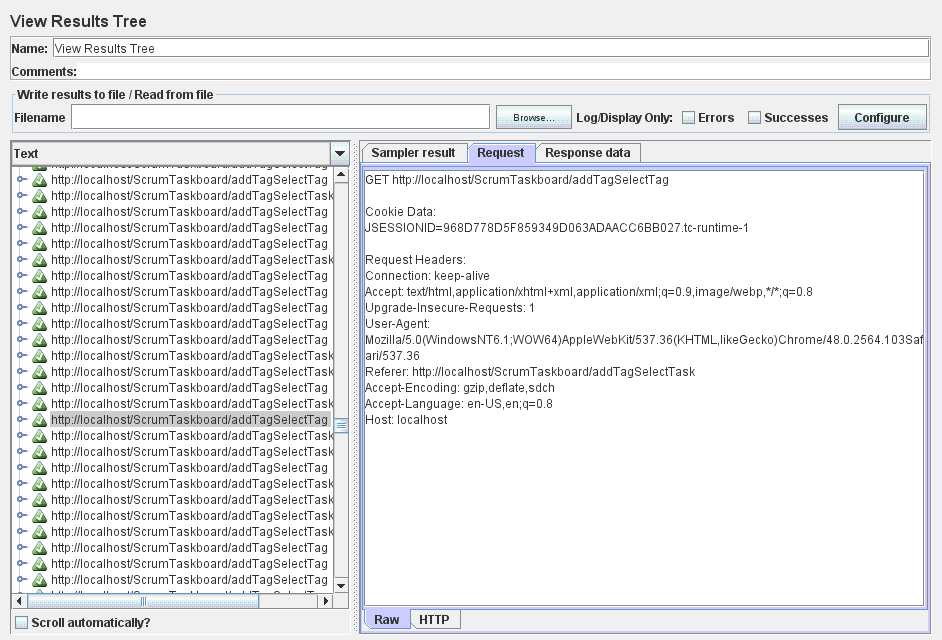 View Results Tree
Name: View Results Tree
Comments:
Write results to file / Read from file
Filename Browse... Log/Display Only: Errors Successes Configure
Text
http://localhost/ScrumTaskboard/addTagSelectTag
http://localhost/ScrumTaskboard/addTagSelectTask
http://localhost/ScrumTaskboard/addTagSelectTag
http://localhost/ScrumTaskboard/addTagSelectTag
http://localhost/ScrumTaskboard/addTagSelectTag
http://localhost/ScrumTaskboard/addTagSelectTask
http://localhost/ScrumTaskboard/addTagSelectTask
http://localhost/ScrumTaskboard/addTagSelectTag
http://localhost/ScrumTaskboard/addTagSelectTag
http://localhost/ScrumTaskboard/addTagSelectTag
http://localhost/ScrumTaskboard/addTagSelectTag
http://localhost/ScrumTaskboard/addTagSelectTask
http://localhost/ScrumTaskboard/addTagSelectTask
http://localhost/ScrumTaskboard/addTagSelectTag
http://localhost/ScrumTaskboard/addTagSelectTask
http://localhost/ScrumTaskboard/addTagSelectTag
http://localhost/ScrumTaskboard/addTagSelectTask
http://localhost/ScrumTaskboard/addTagSelectTask
http://localhost/ScrumTaskboard/addTagSelectTag
http://localhost/ScrumTaskboard/addTagSelectTask
http://localhost/ScrumTaskboard/addTagSelectTask
http://localhost/ScrumTaskboard/addTagSelectTask
http://localhost/ScrumTaskboard/addTagSelectTask
http://localhost/ScrumTaskboard/addTagSelectTag
http://localhost/ScrumTaskboard/addTagSelectTag
http://localhost/ScrumTaskboard/addTagSelectTag
Scroll automatically?
Sampler result Request Response data
GET http://localhost/ScrumTaskboard/addTagSelectTag
Cookie Data:
JSESSIONID=968D778D5F859349D063ADAACC6BB027.tc-runtime-1
Request Headers:
Connection: keep-alive
Accept: text/html,application/xhtml+xml,application/xml;q=0.9,image/webp,*/*;q=0.8
Upgrade-Insecure-Requests: 1
User-Agent:
Mozilla/5.0(WindowsNT6.1;WOW64)AppleWebKit/537.36(KHTML,likeGecko)Chrome/48.0.2564.103Saf
ari/537.36
Referer: http://localhost/ScrumTaskboard/addTagSelectTask
Accept-Encoding: gzip,deflate,sdch
Accept-Language: en-US,en;q=0.8
Host: localhost
Raw HTTP